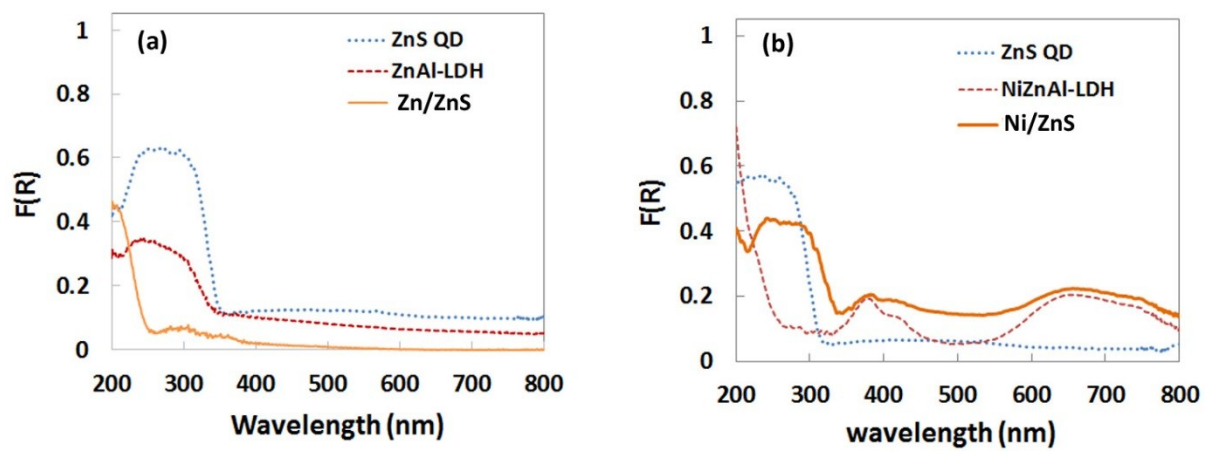 (a)
ZnS QD
ZnAl-LDH
Zn/ZnS
1
0.8
0.6
0.4
0.2
0
F(R)
200 300 400 500 600 700 800
Wavelength (nm)
(b)
ZnS QD
NiZnAl-LDH
Ni/ZnS
1
0.8
0.6
0.4
0.2
0
F(R)
200 300 400 500 600 700 800
wavelength (nm)